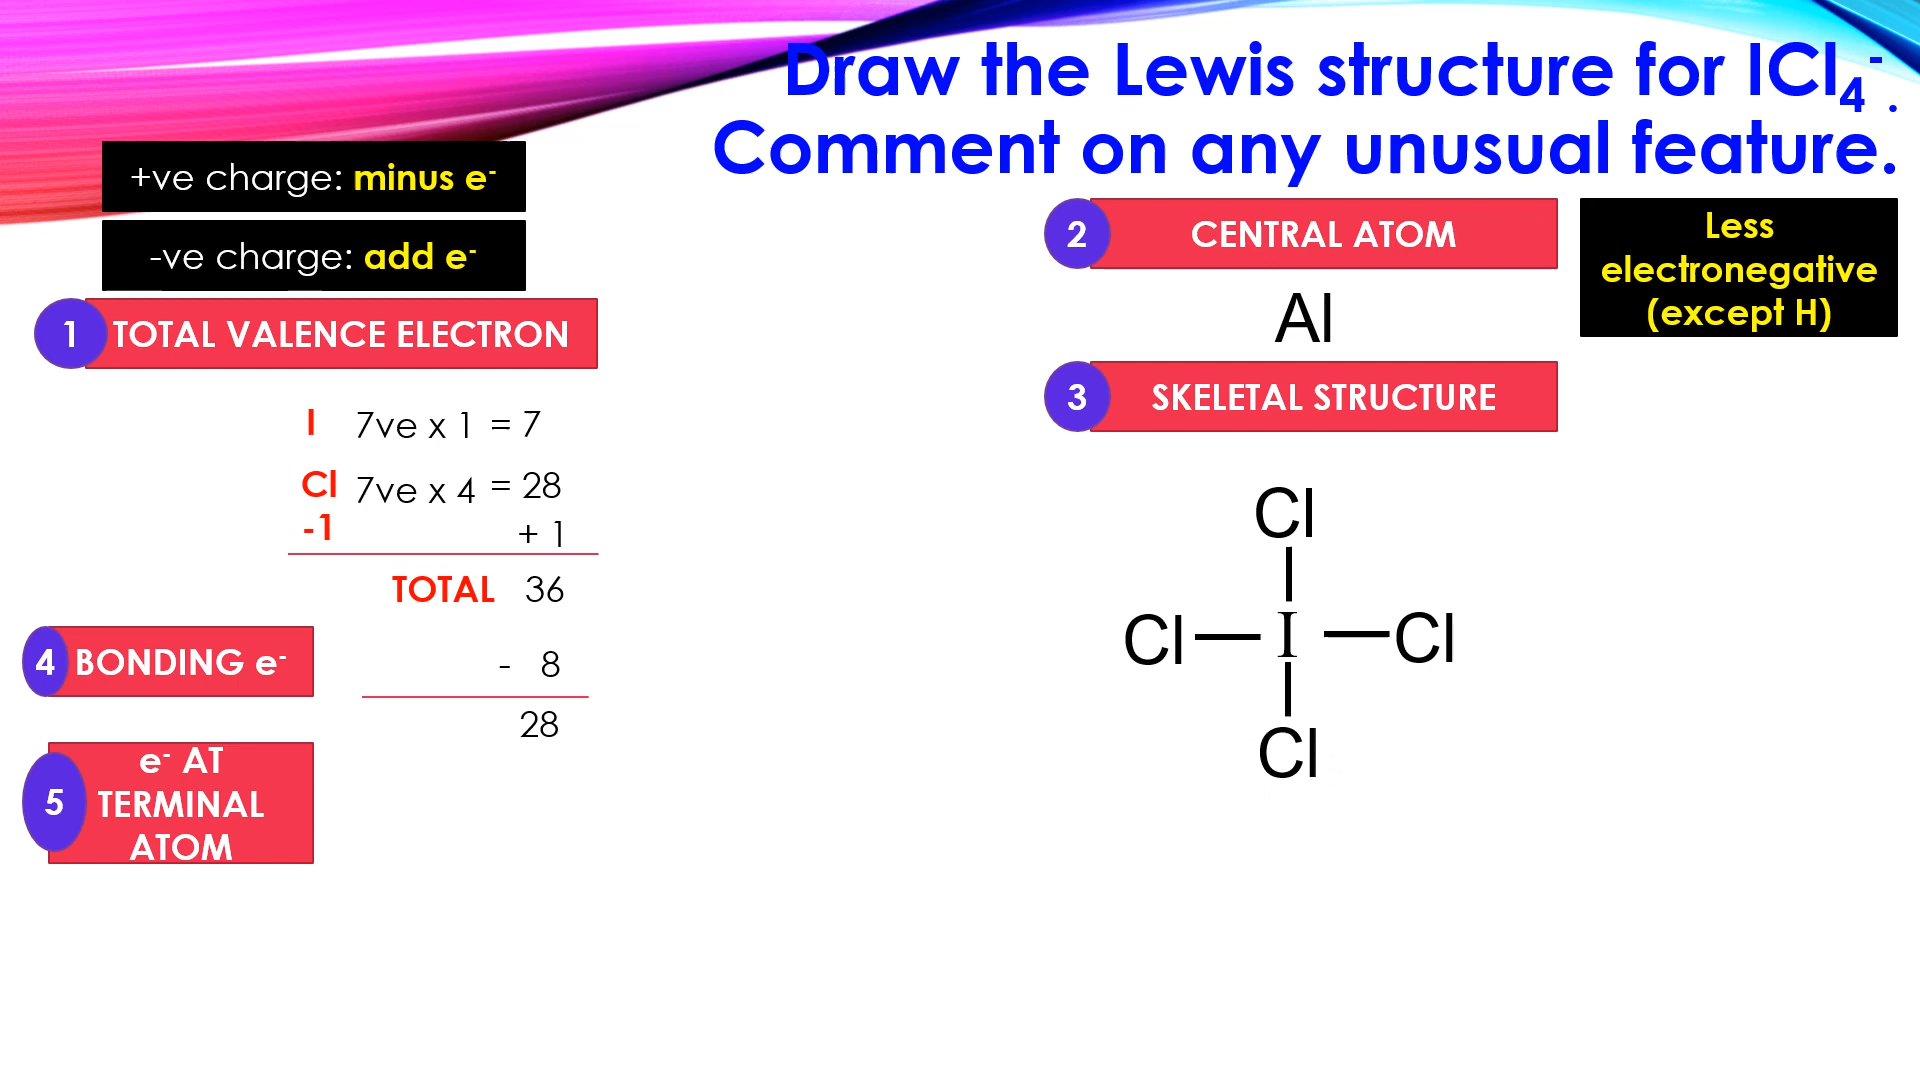 Draw the Lewis structure for ICl₄⁻.
Comment on any unusual feature.
+ve charge: minus e⁻
-ve charge: add e⁻
1 TOTAL VALENCE ELECTRON
I 7ve x 1 = 7
Cl 7ve x 4 = 28
-1 + 1
TOTAL 36
4 BONDING e⁻ - 8
28
5 e⁻ AT
TERMINAL
ATOM
2 CENTRAL ATOM
Less
electronegative
(except H)
Al
3 SKELETAL STRUCTURE
Cl
Cl I Cl
Cl